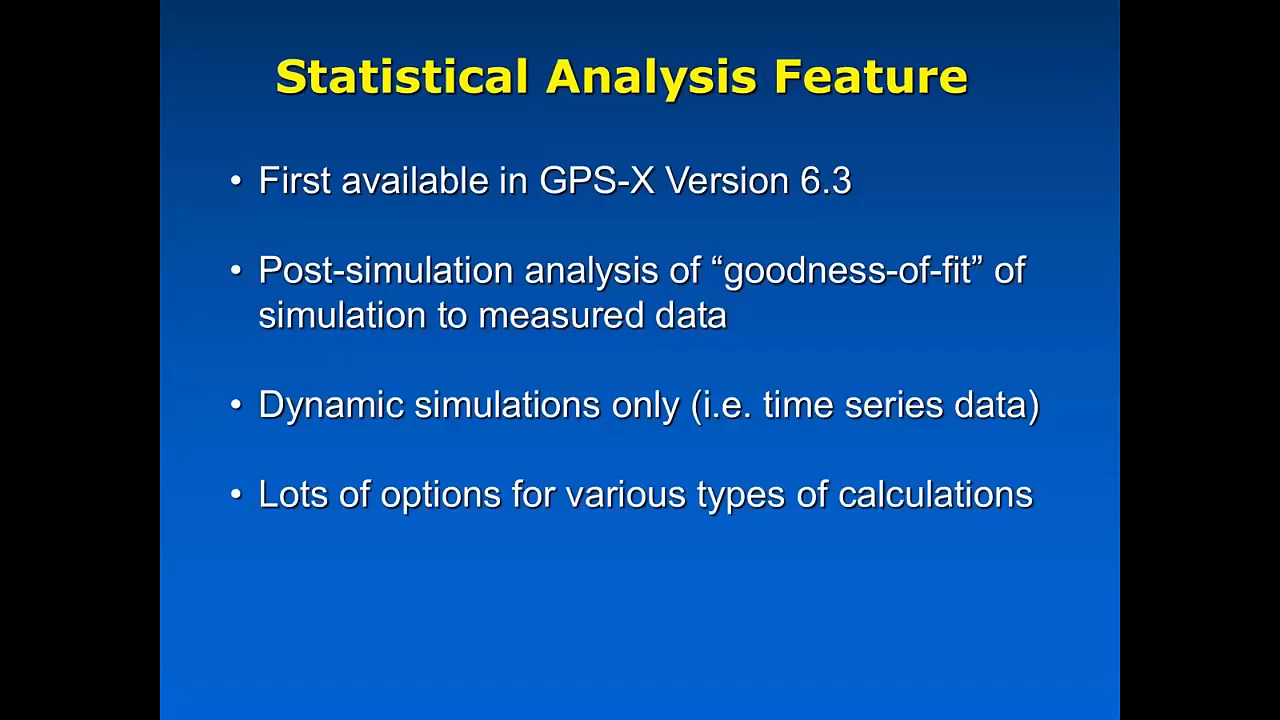 Statistical Analysis Feature
• First available in GPS-X Version 6.3
• Post-simulation analysis of “goodness-of-fit” of
simulation to measured data
• Dynamic simulations only (i.e. time series data)
• Lots of options for various types of calculations